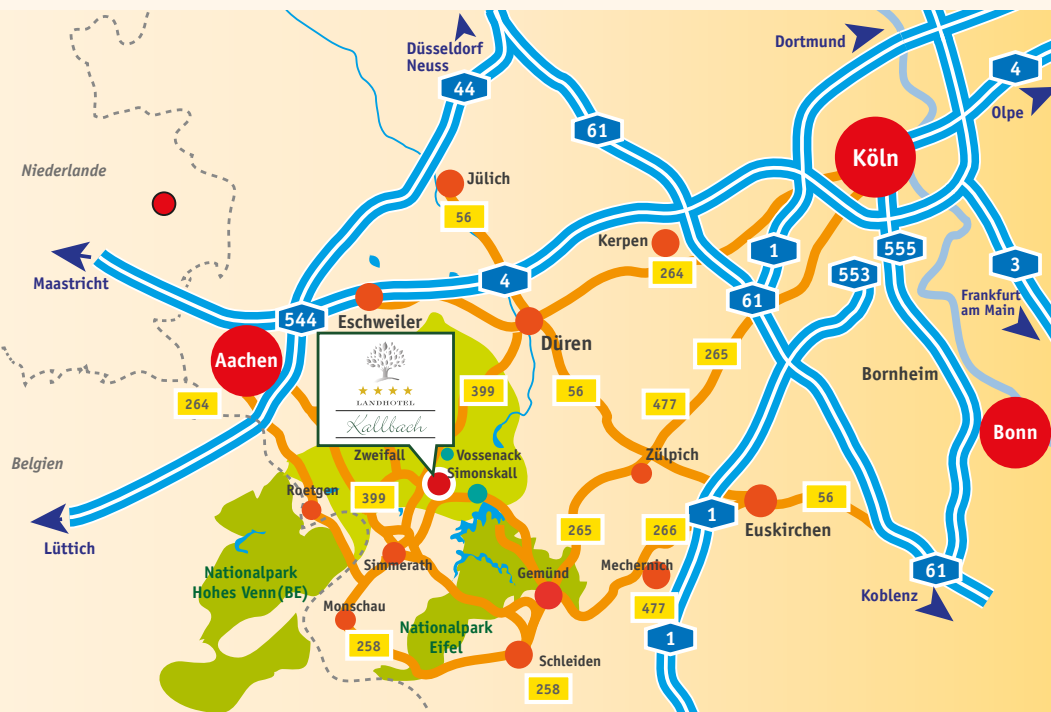 Düsseldorf
Neuss
Dortmund
44
4
Olpe
61
Köln
Niederlande
Jülich
56
Kerpen
264
1
555
553
3
Maastricht
4
61
Frankfurt
am Main
544
Eschweiler
Düren
Aachen
265
Bornheim
LANDHOTEL
Kallbach
399
56
264
477
Bonn
Zweifall
Vossenack
Simonskall
Zülpich
Belgien
Roetgen
399
56
1
Euskirchen
265
266
Lüttich
Simmerath
Gemünd
Mechernich
Nationalpark
Hohes Venn(BE)
61
Koblenz
Monschau
477
Nationalpark
Eifel
258
1
Schleiden
258